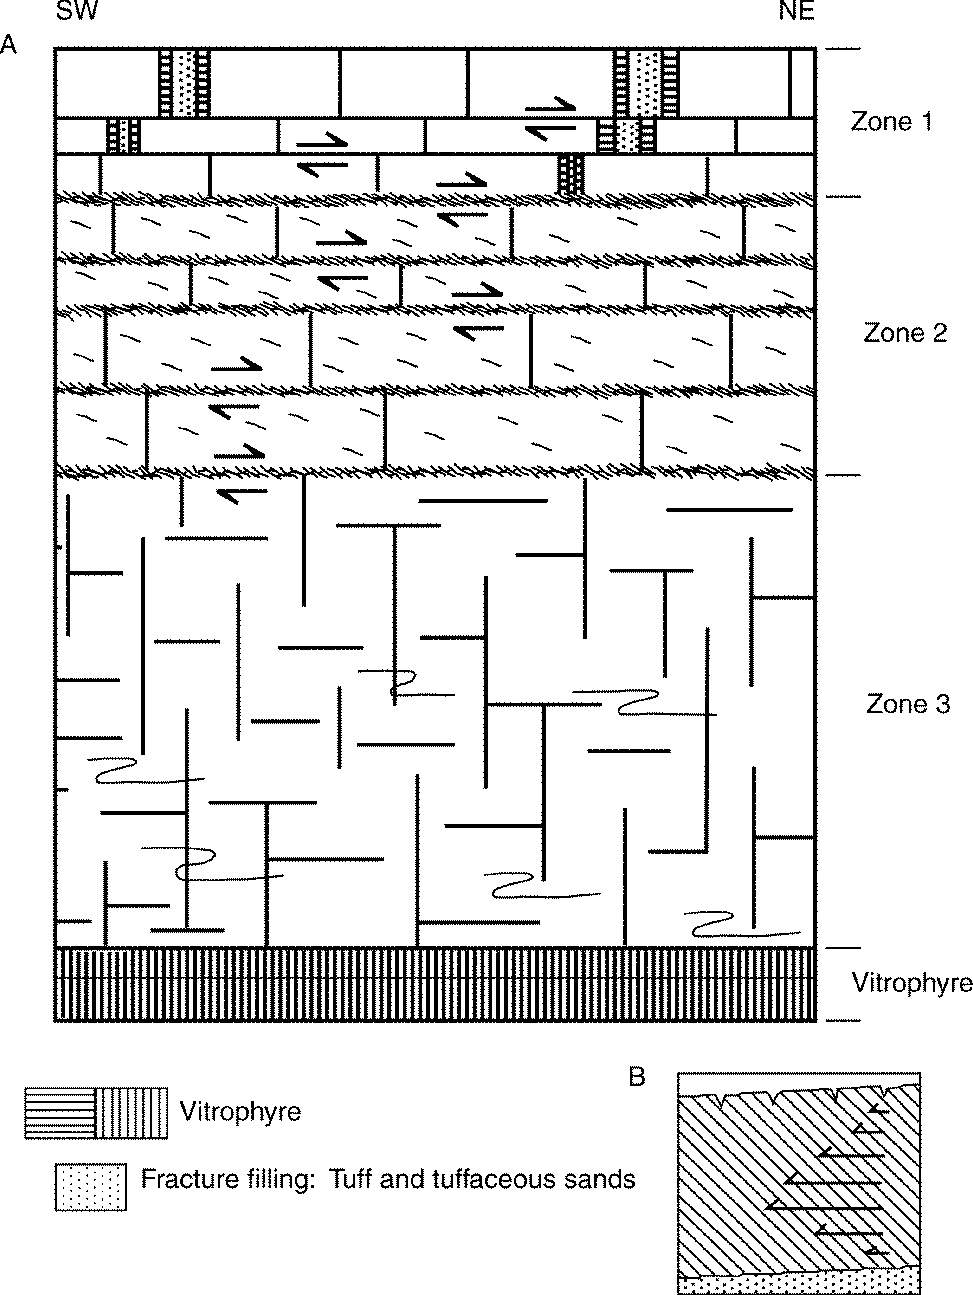 SW NE
A
Zone 1
Zone 2
Zone 3
Vitrophyre
B
Vitrophyre
Fracture filling: Tuff and tuffaceous sands